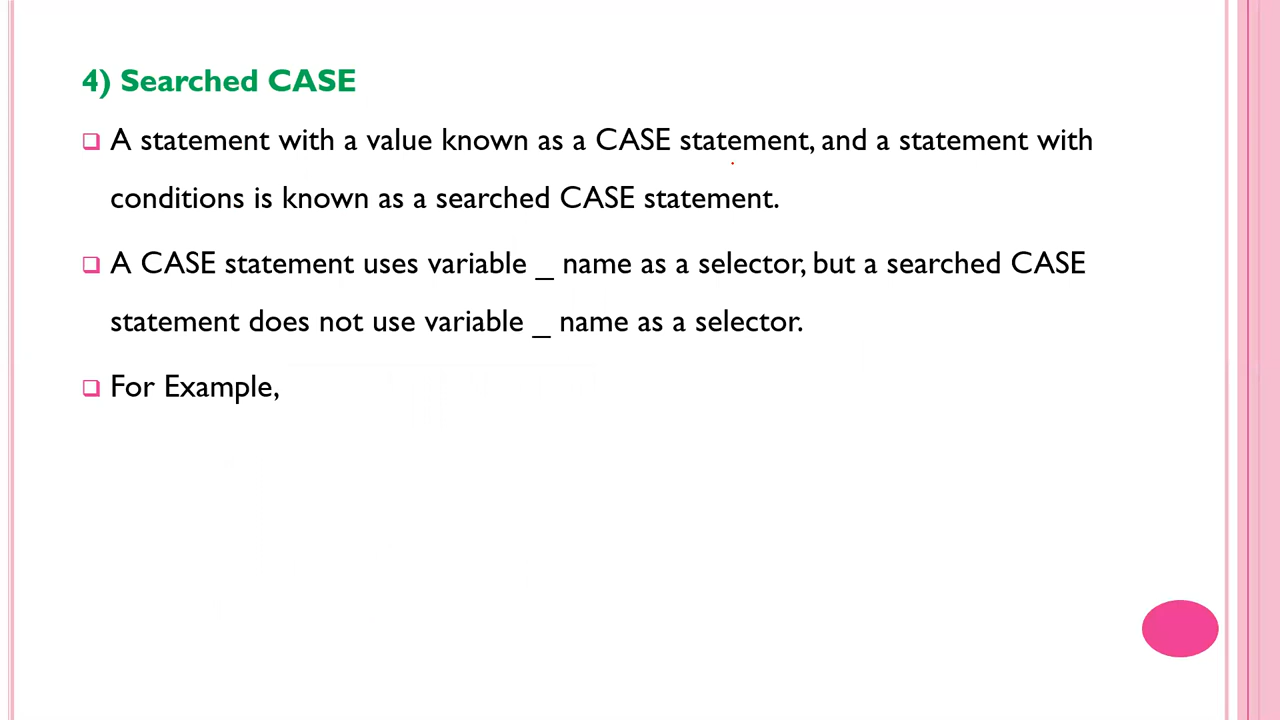 4) Searched CASE
A statement with a value known as a CASE statement, and a statement with
conditions is known as a searched CASE statement.
A CASE statement uses variable _ name as a selector, but a searched CASE
statement does not use variable _ name as a selector.
For Example,